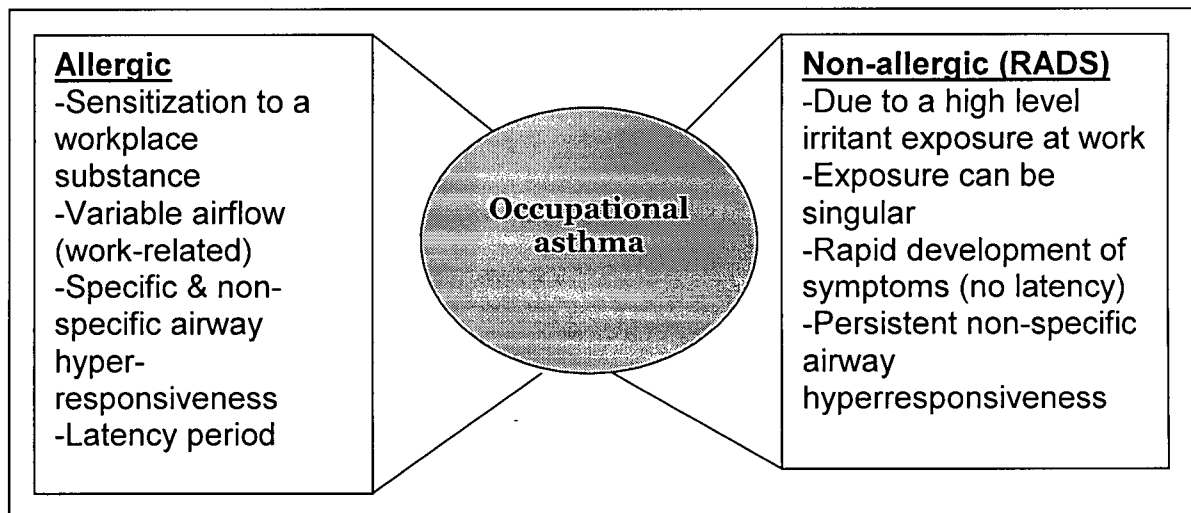 Allergic
-Sensitization to a
workplace
substance
-Variable airflow
(work-related)
-Specific & non-
specific airway
hyper-
responsiveness
-Latency period
Occupational
asthma
Non-allergic (RADS)
-Due to a high level
irritant exposure at work
-Exposure can be
singular
-Rapid development of
symptoms (no latency)
-Persistent non-specific
airway
hyperresponsiveness